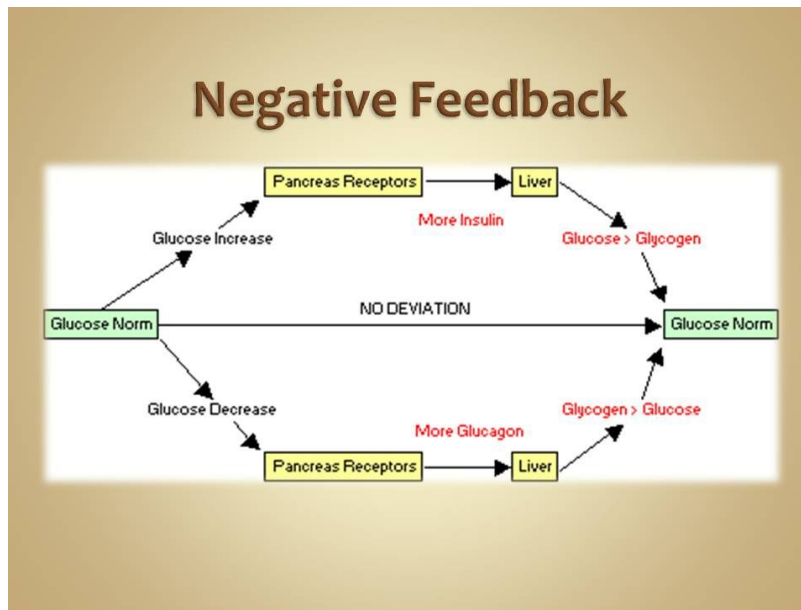 Negative Feedback
Pancreas Receptors
Liver
More Insulin
Glucose Increase
Glucose > Glycogen
NO DEVIATION
Glucose Norm
Glucose Norm
Glucose Decrease
Glycogen > Glucose
More Glucagon
Pancreas Receptors
Liver